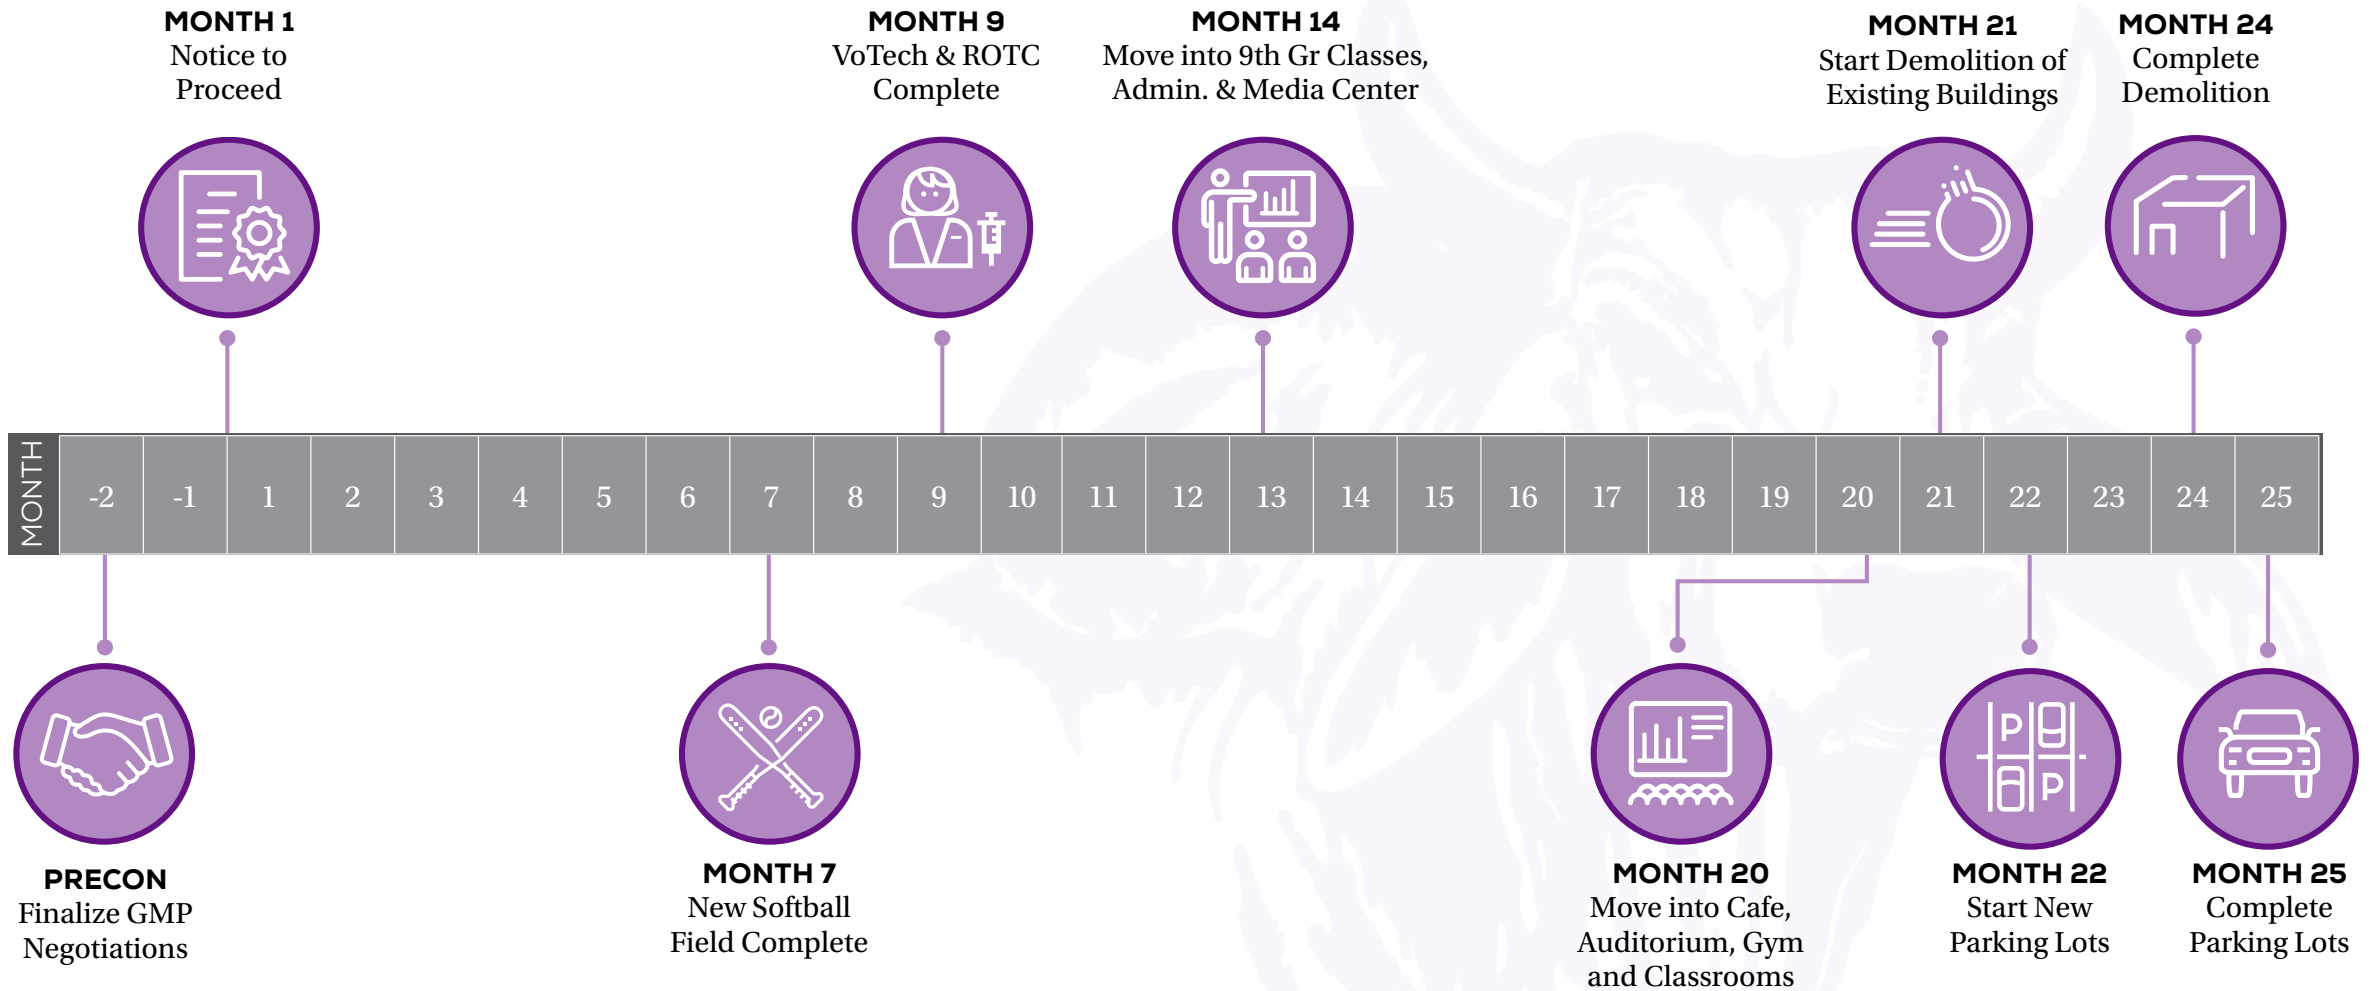 MONTH 1
Notice to
Proceed
MONTH 9
VoTech & ROTC
Complete
MONTH 14
Move into 9th Gr Classes,
Admin. & Media Center
MONTH 21
Start Demolition of
Existing Buildings
MONTH 24
Complete
Demolition
E
MONTH
-2 -1 1 2 3 4 5 6 7 8 9 10 11 12 13 14 15 16 17 18 19 20 21 22 23 24 25
P
P
PRECON
Finalize GMP
Negotiations
MONTH 7
New Softball
Field Complete
MONTH 20
Move into Cafe,
Auditorium, Gym
and Classrooms
MONTH 22
Start New
Parking Lots
MONTH 25
Complete
Parking Lots